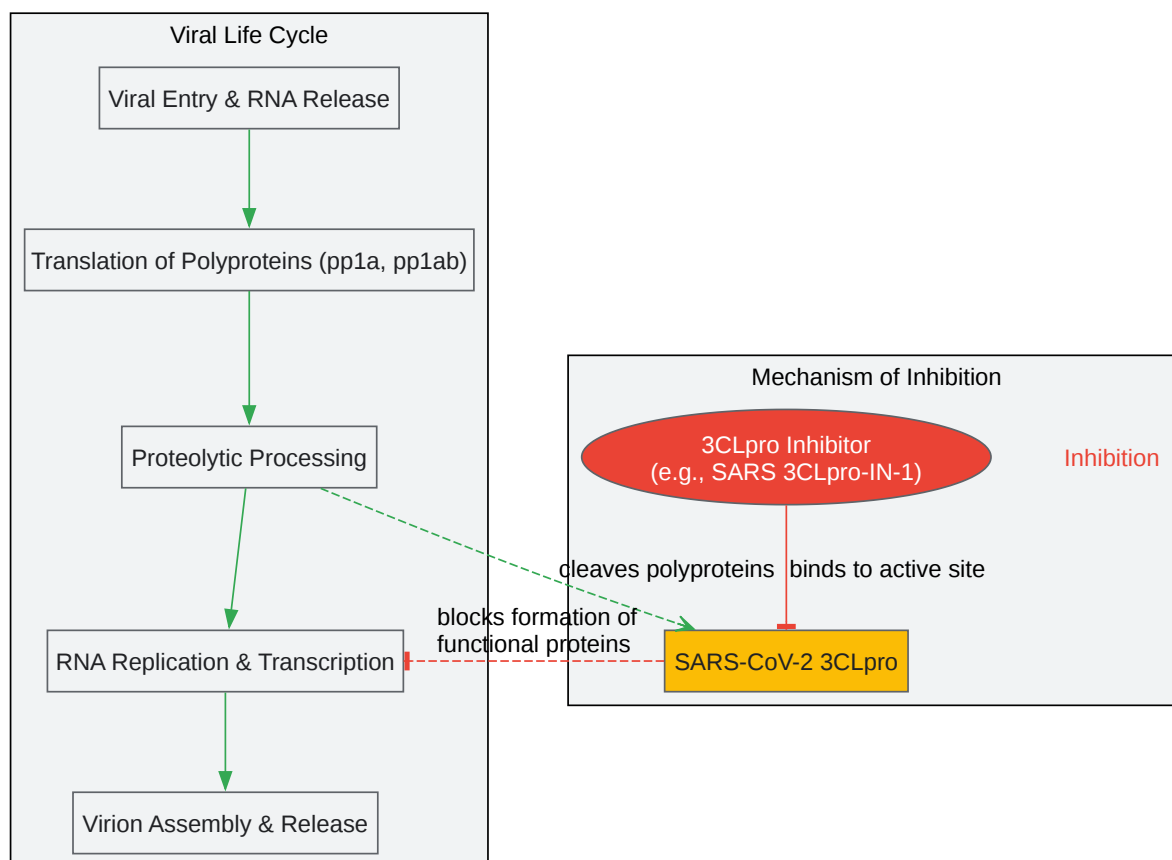 Viral Life Cycle
Viral Entry & RNA Release
Translation of Polyproteins (pp1a, pp1ab)
Proteolytic Processing
RNA Replication & Transcription
Virion Assembly & Release
Mechanism of Inhibition
3CLpro Inhibitor
(e.g., SARS 3CLpro-IN-1)
Inhibition
cleaves polyproteins
binds to active site
blocks formation of
functional proteins
SARS-CoV-2 3CLpro